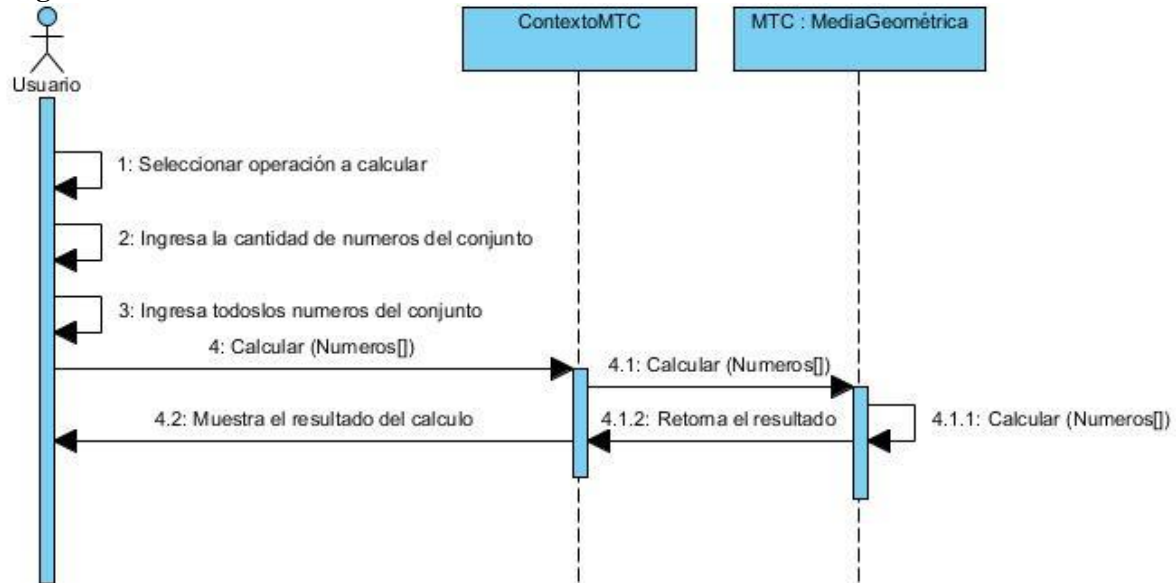 ContextoMTC
MTC : MediaGeométrica
Usuario
1: Seleccionar operación a calcular
2: Ingresa la cantidad de numeros del conjunto
3: Ingresa todoslos numeros del conjunto
4: Calcular (Numeros[])
4.1: Calcular (Numeros[])
4.2: Muestra el resultado del calculo
4.1.2: Retorna el resultado
4.1.1: Calcular (Numeros[])